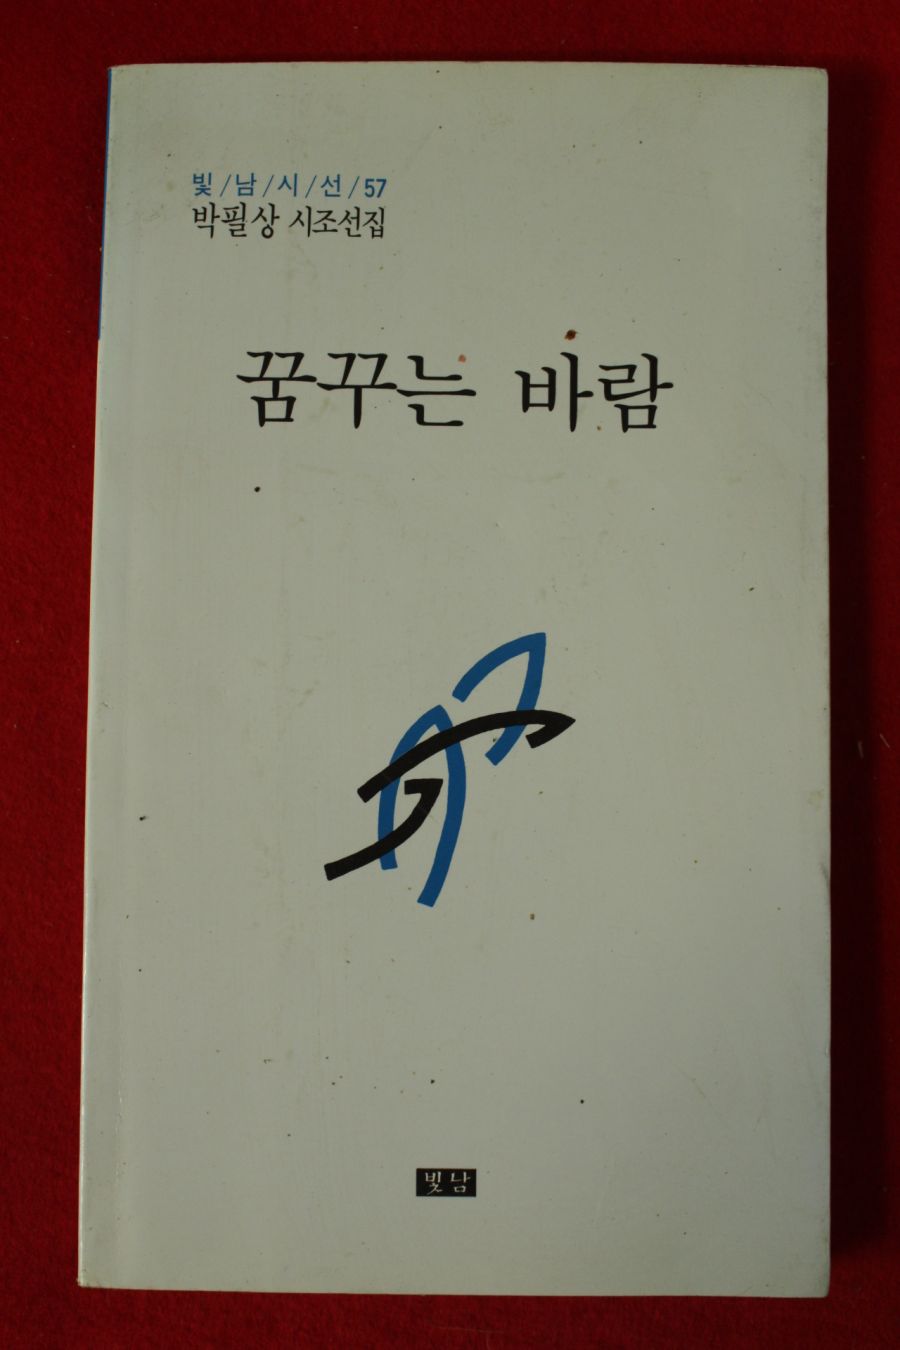 빛/남/시/선/57
박필상 시조선집
꿈꾸는 바람
빛남